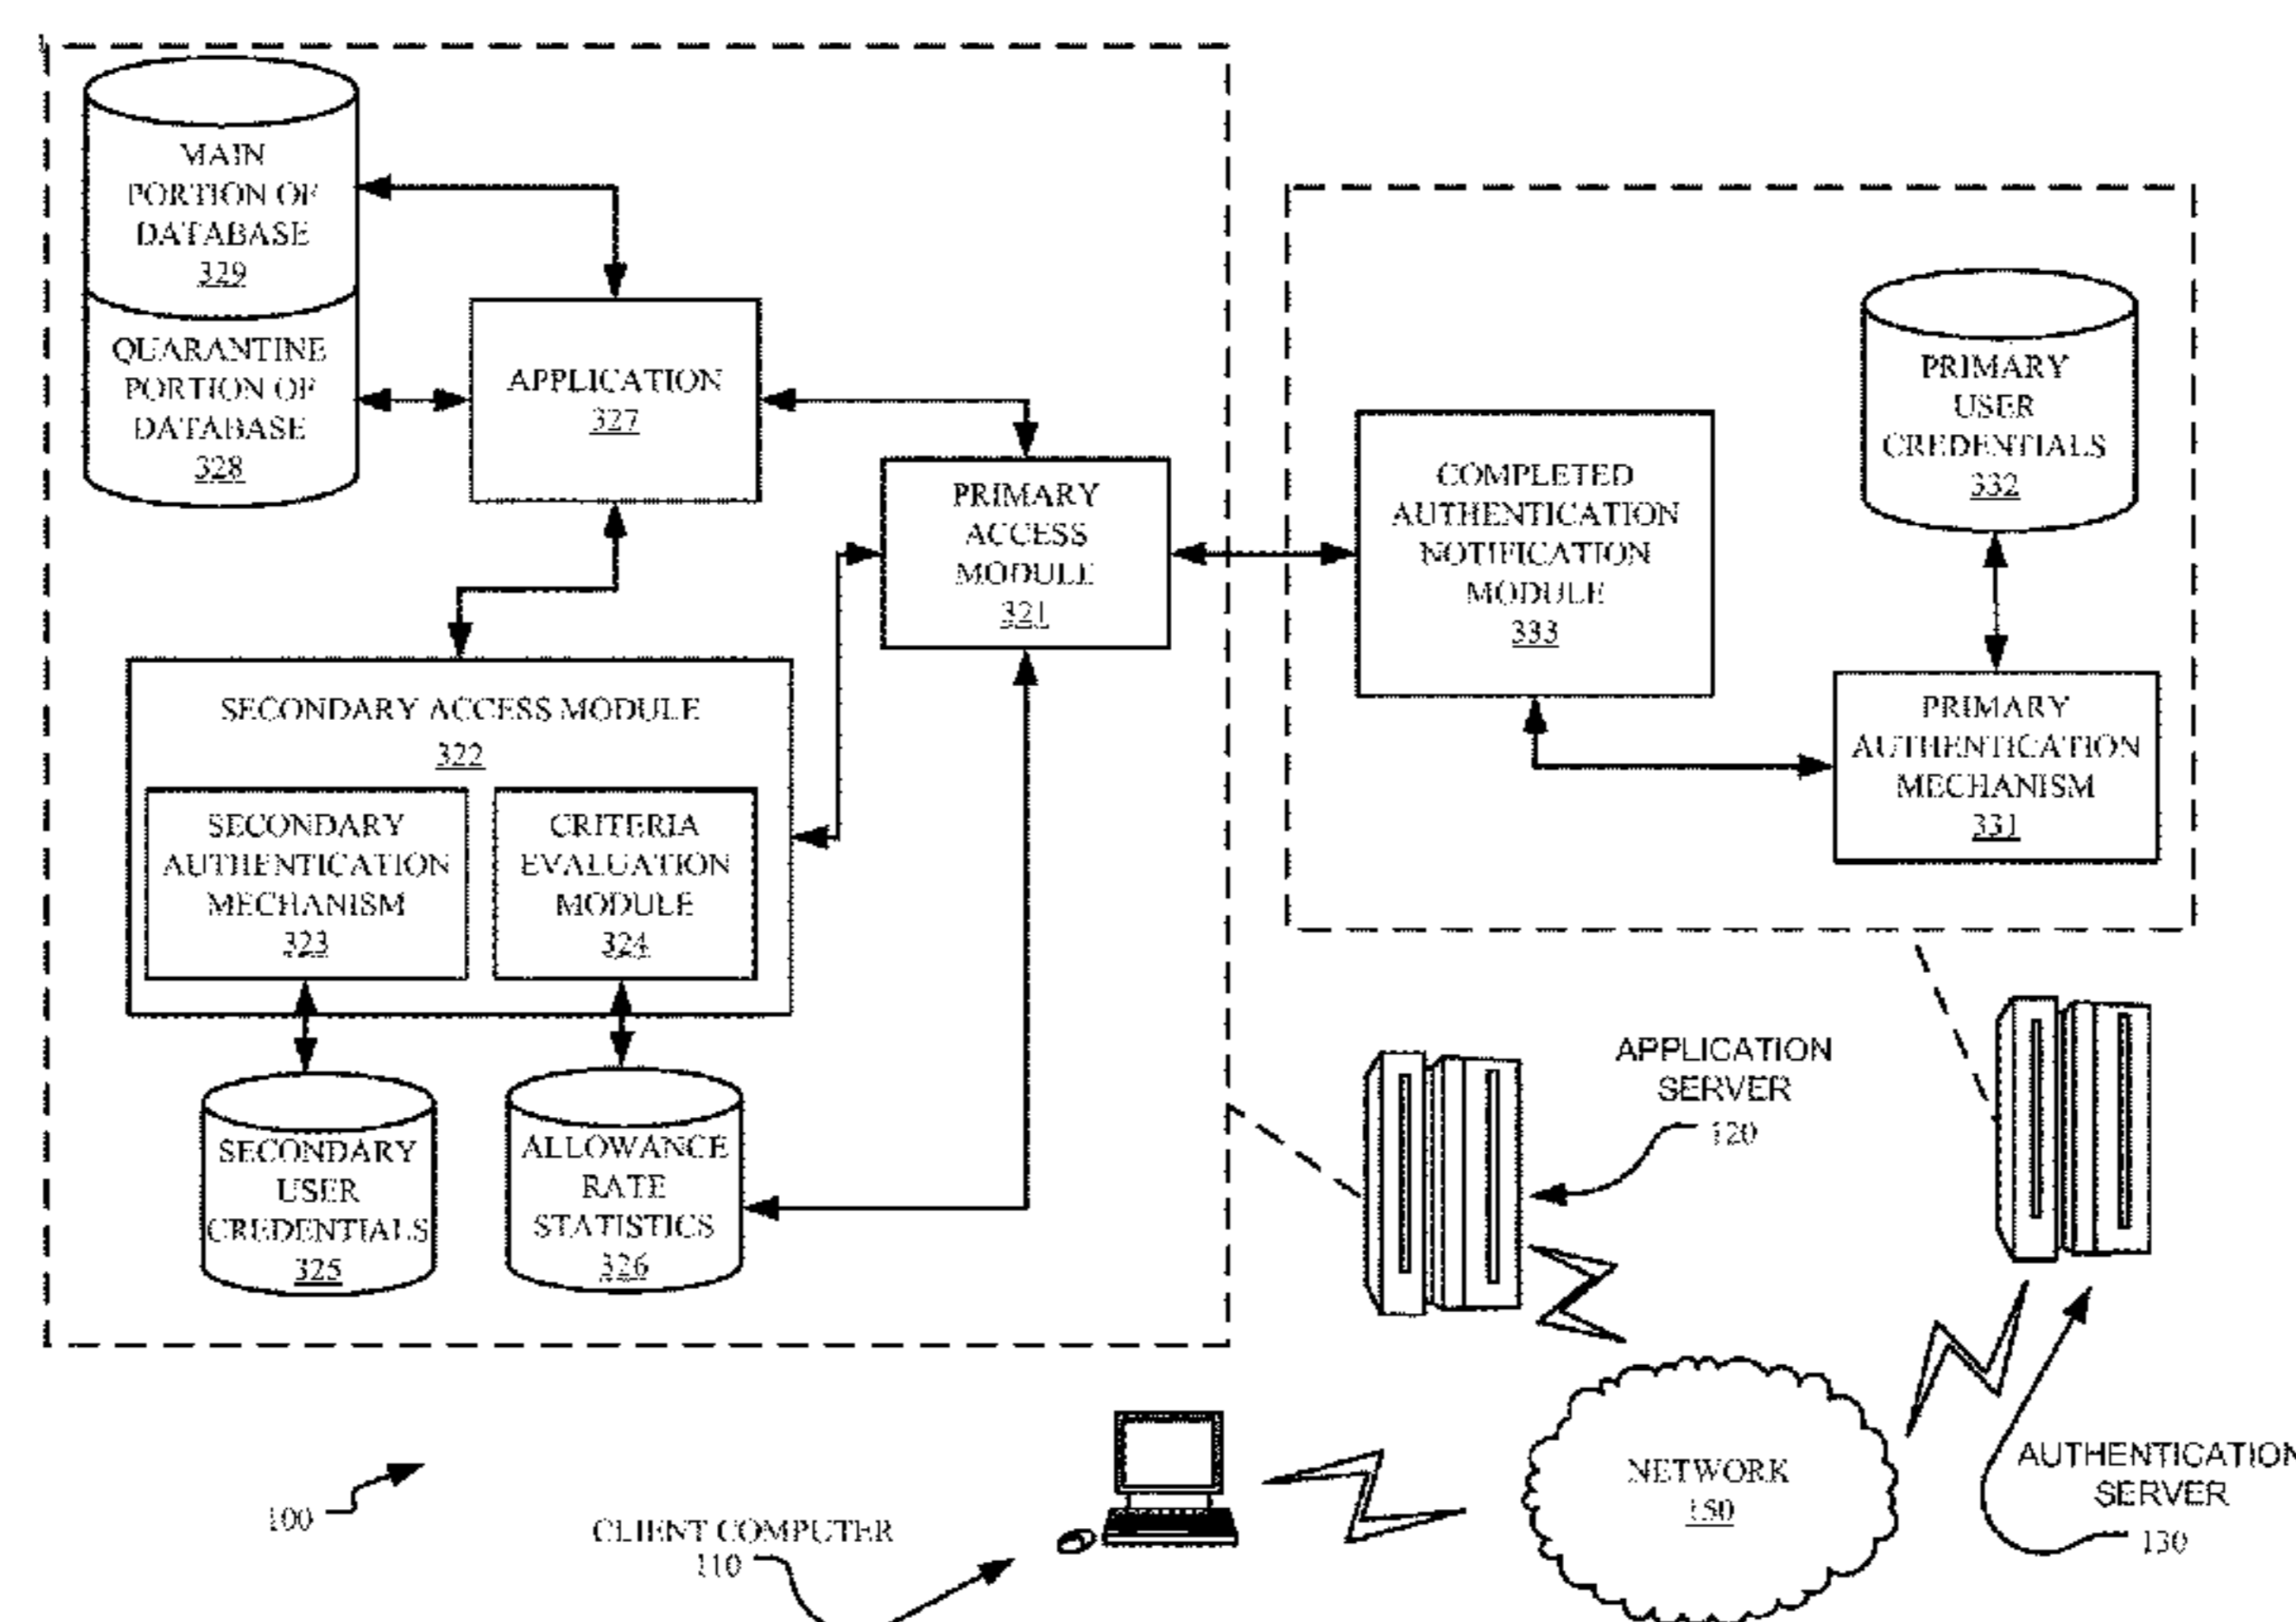 MAIN
PORTION OF
DATABASE
329
QUARANTINE
PORTION OF
DATABASE
328
APPLICATION
327
PRIMARY
ACCESS
MODULE
321
COMPLETED
AUTHENTICATION
NOTIFICATION
MODULE
333
PRIMARY
USER
CREDENTIALS
332
PRIMARY
AUTHENTICATION
MECHANISM
331
SECONDARY ACCESS MODULE
322
SECONDARY
AUTHENTICATION
MECHANISM
323
CRITERIA
EVALUATION
MODULE
324
SECONDARY
USER
CREDENTIALS
325
ALLOWANCE
RATE
STATISTICS
326
APPLICATION
SERVER
120
100
CLIENT COMPUTER
110
NETWORK
150
AUTHENTICATION
SERVER
130